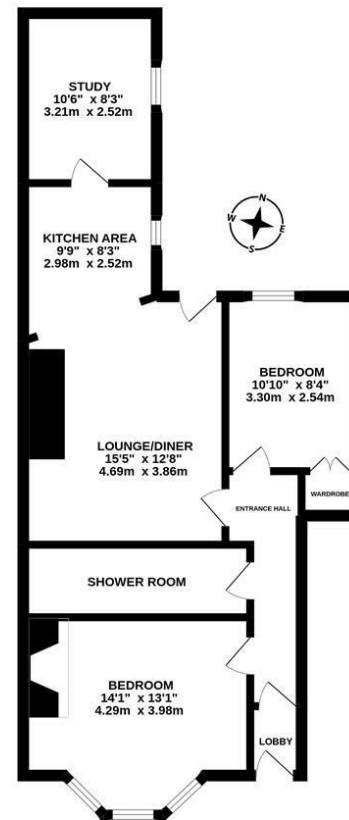 STUDY
10'6" x 8'3"
3.21m x 2.52m
KITCHEN AREA
9'9" x 8'3"
2.98m x 2.52m
N
W
E
S
BEDROOM
10'10" x 8'4"
3.30m x 2.54m
LOUNGE/DINER
15'5" x 12'8"
4.69m x 3.86m
WARDROBE
ENTRANCE HALL
SHOWER ROOM
BEDROOM
14'1" x 13'1"
4.29m x 3.98m
LOBBY